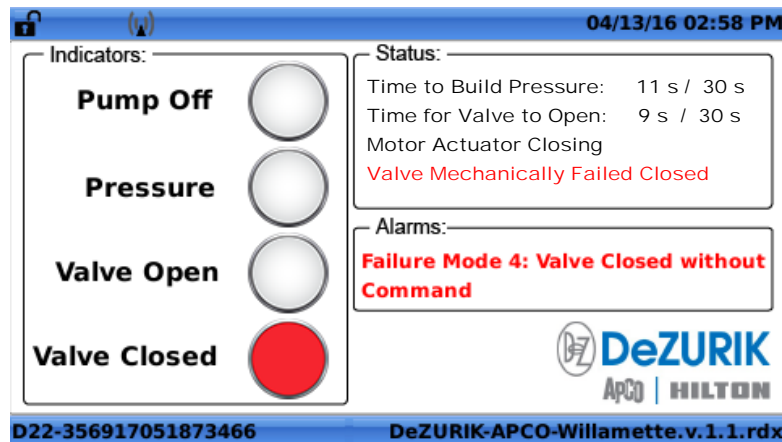 04/13/16 02:58 PM
Indicators:
Pump Off
Pressure
Valve Open
Valve Closed
Status:
Time to Build Pressure: 11 s / 30 s
Time for Valve to Open: 9 s / 30 s
Motor Actuator Closing
Valve Mechanically Failed Closed
Alarms:
Failure Mode 4: Valve Closed without
Command
DZ DeZURIK
APCO | HILTON
D22-356917051873466 DeZURIK-APCO-Willamette.v.1.1.rdx